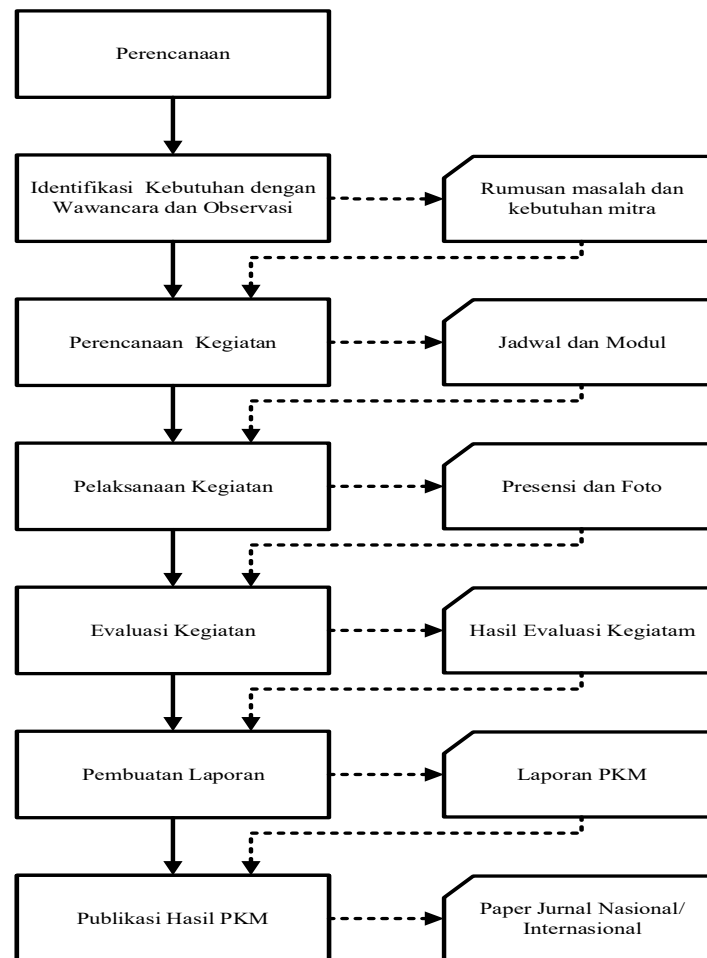 Perencanaan
Identifikasi Kebutuhan dengan
Wawancara dan Observasi
Rumusan masalah dan
kebutuhan mitra
Perencanaan Kegiatan
Jadwal dan Modul
Pelaksanaan Kegiatan
Presensi dan Foto
Evaluasi Kegiatan
Hasil Evaluasi Kegiatam
Pembuatan Laporan
Laporan PKM
Publikasi Hasil PKM
Paper Jurnal Nasional/
Internasional